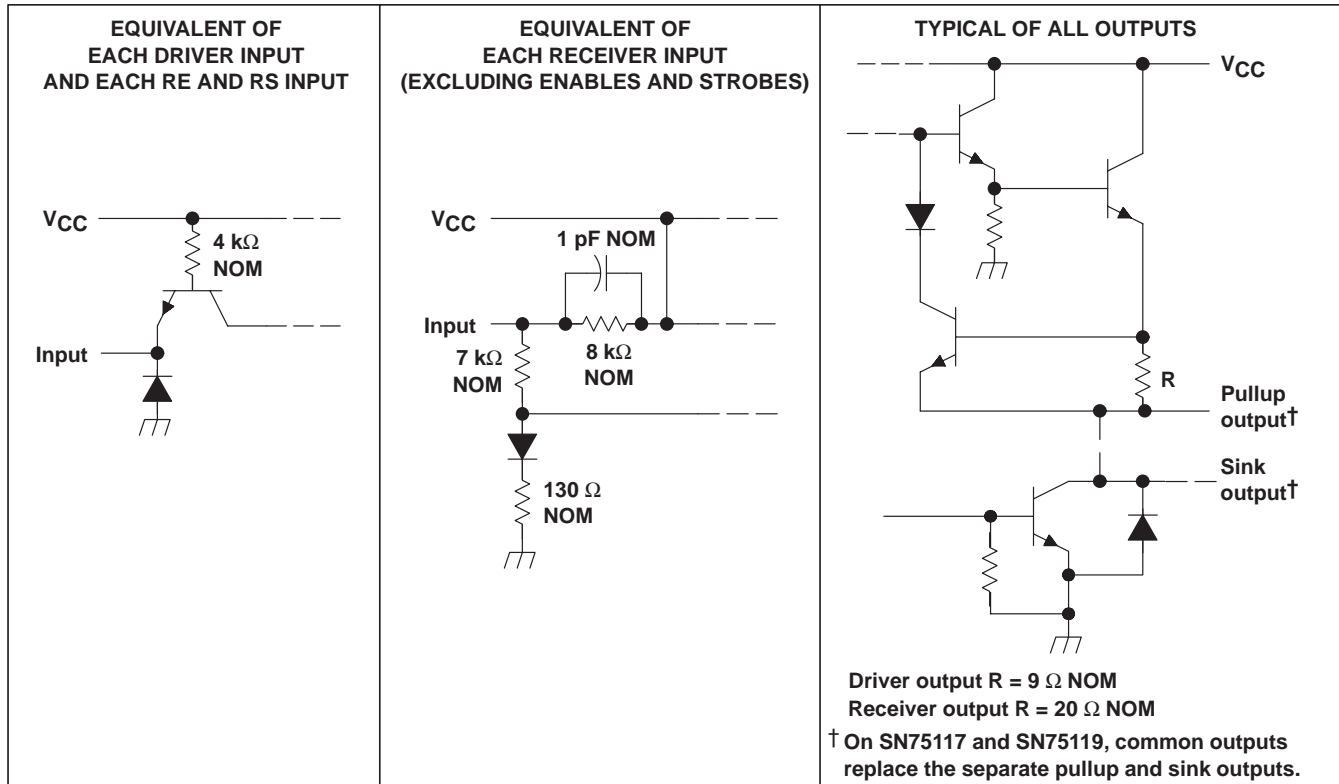 EQUIVALENT OF
EACH DRIVER INPUT
AND EACH RE AND RS INPUT
VCC
4 kΩ
NOM
Input
EQUIVALENT OF
EACH RECEIVER INPUT
(EXCLUDING ENABLES AND STROBES)
VCC
1 pF NOM
Input
7 kΩ
NOM
8 kΩ
NOM
130 Ω
NOM
TYPICAL OF ALL OUTPUTS
VCC
R
Pullup
output†
Sink
output†
Driver output R = 9 Ω NOM
Receiver output R = 20 Ω NOM
† On SN75117 and SN75119, common outputs
replace the separate pullup and sink outputs.